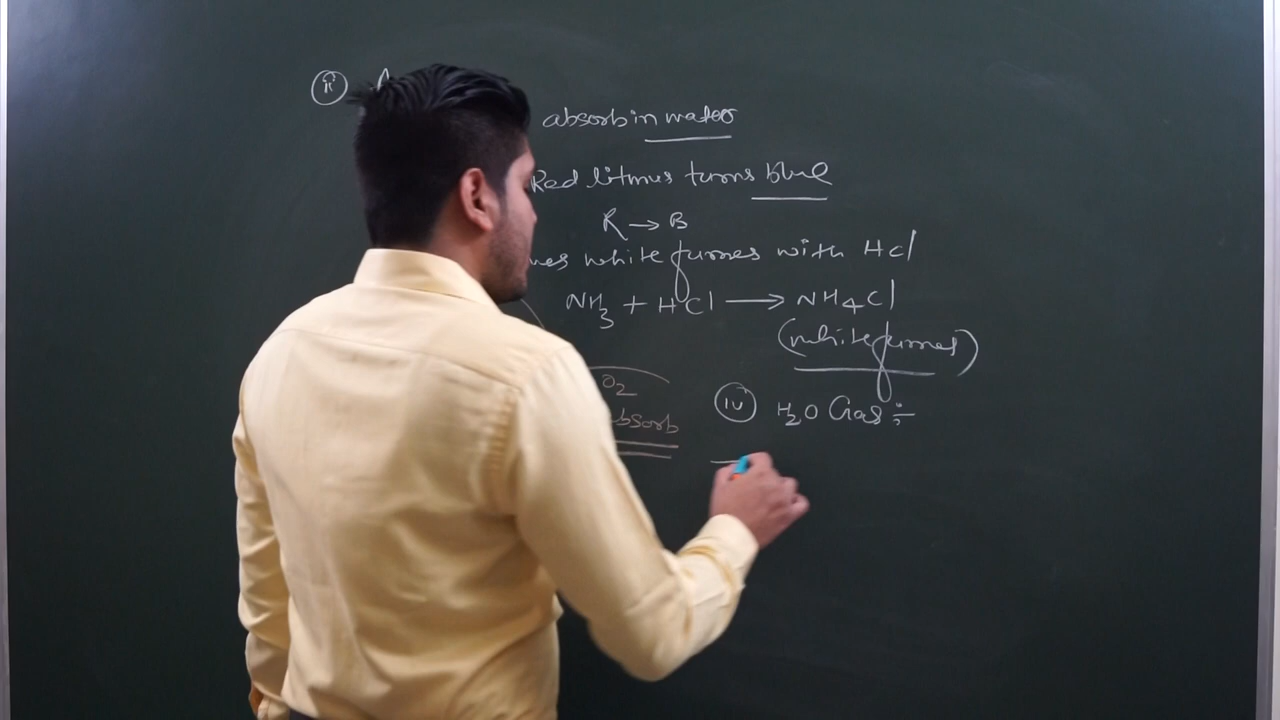 (ii) A
absorb in water
Red litmus turns blue
R → B
white fumes with HCl
NH3 + HCl → NH4Cl
(white fumes)
O2
absorb
(iv) H2O Gas :-